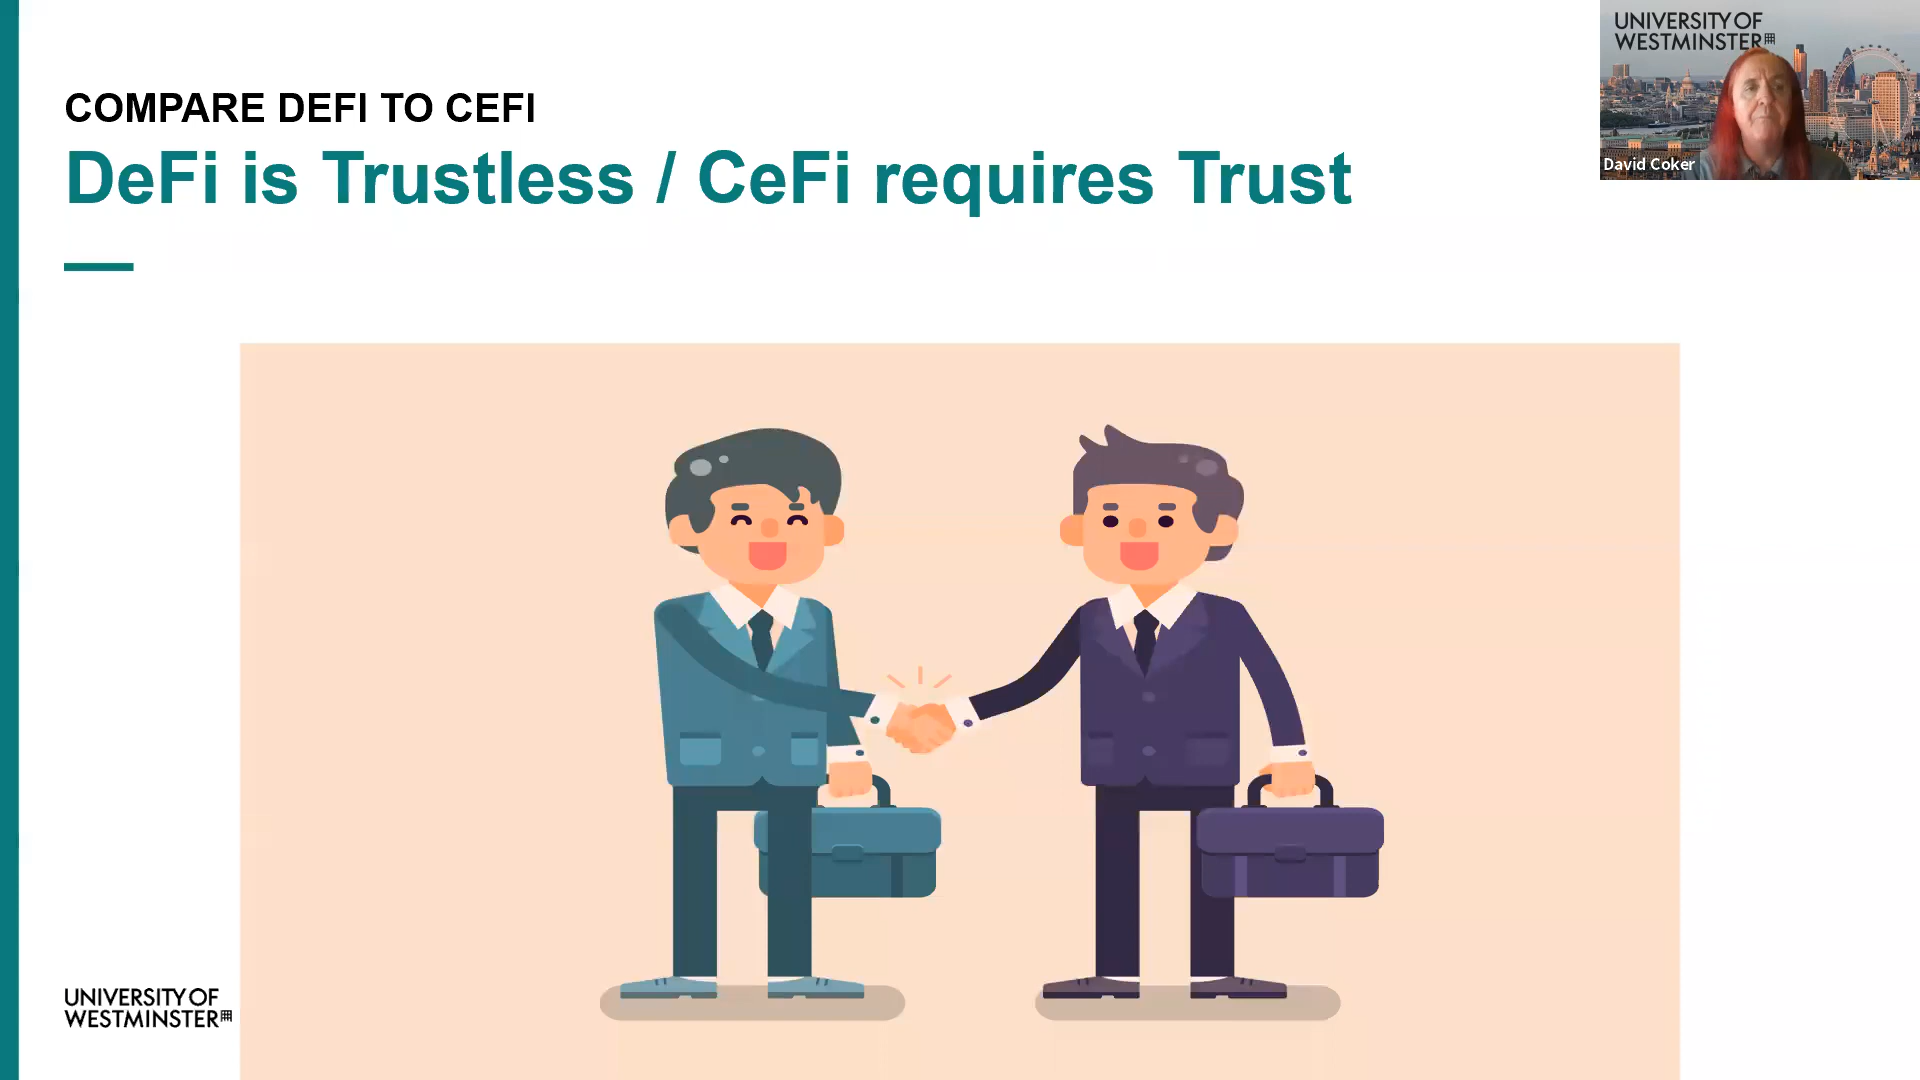 COMPARE DEFI TO CEFI
DeFi is Trustless / CeFi requires Trust
UNIVERSITY OF
WESTMINSTER
David Coker
UNIVERSITY OF
WESTMINSTER